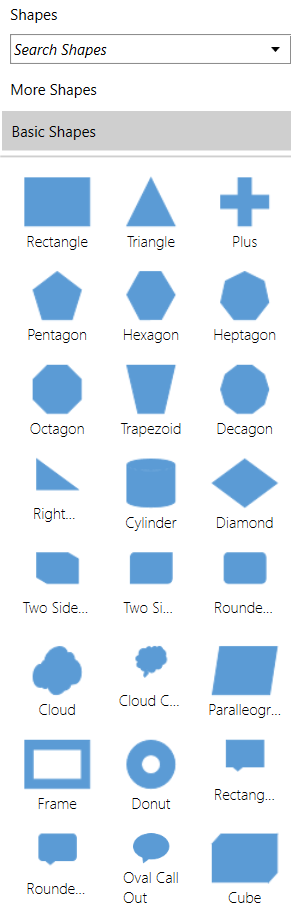 Shapes
Search Shapes
More Shapes
Basic Shapes
Rectangle Triangle Plus
Pentagon Hexagon Heptagon
Octagon Trapezoid Decagon
Right... Cylinder Diamond
Two Side... Two Si... Rounde...
Cloud Cloud C... Paralleogr...
Frame Donut Rectang...
Rounde... Oval Call Cube
Out